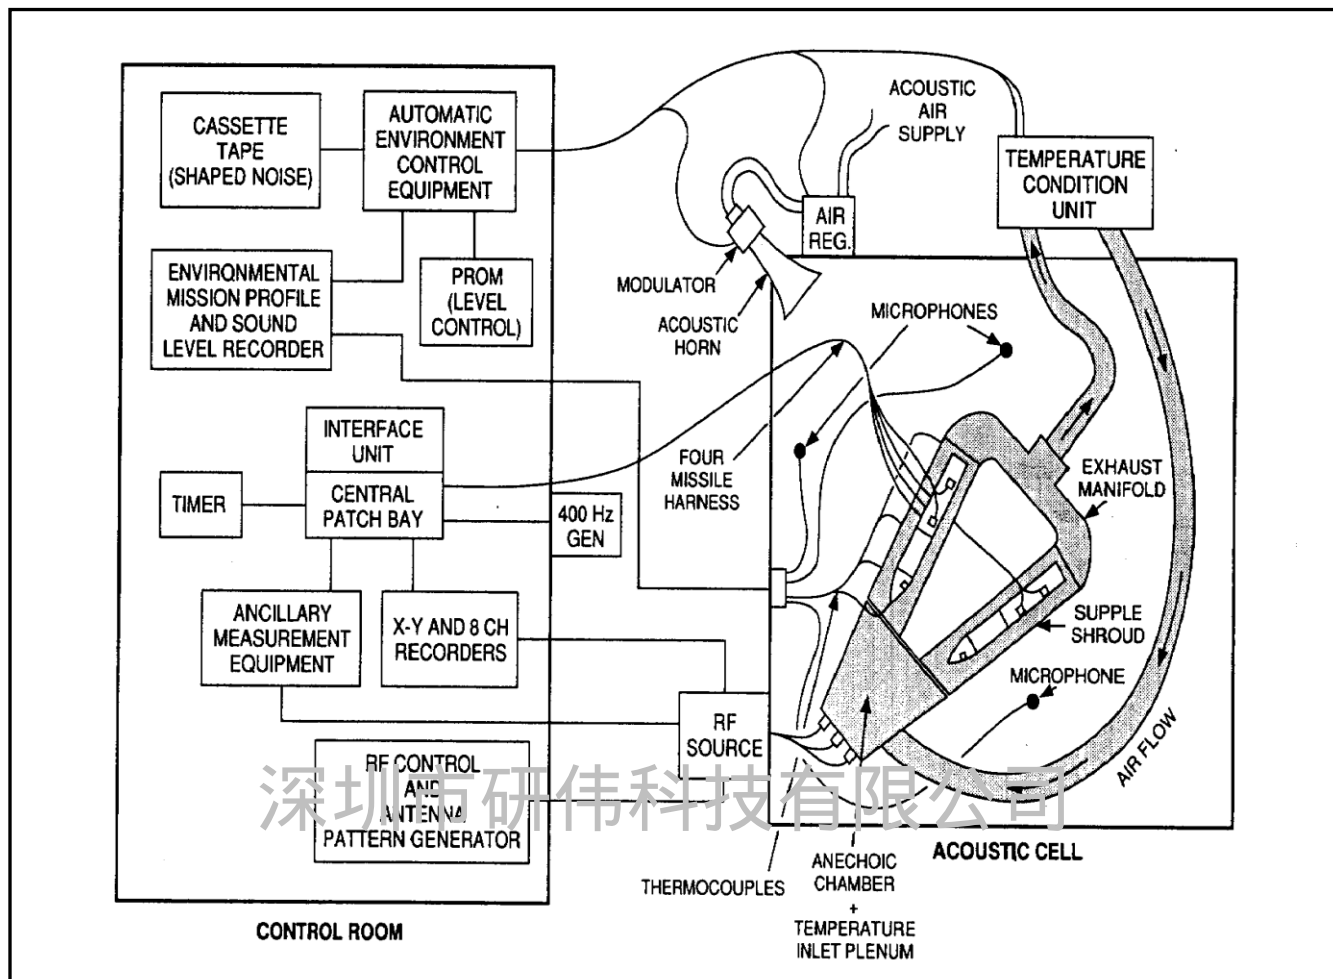 CASSETTE
TAPE
(SHAPED NOISE)
AUTOMATIC
ENVIRONMENT
CONTROL
EQUIPMENT
ENVIRONMENTAL
MISSION PROFILE
AND SOUND
LEVEL RECORDER
PROM
(LEVEL
CONTROL)
INTERFACE
UNIT
CENTRAL
PATCH BAY
TIMER
400 Hz
GEN
ANCILLARY
MEASUREMENT
EQUIPMENT
X-Y AND 8 CH
RECORDERS
RF CONTROL
AND
ANTENNA
PATTERN GENERATOR
RF
SOURCE
CONTROL ROOM
ACOUSTIC
AIR
SUPPLY
TEMPERATURE
CONDITION
UNIT
AIR
REG.
MODULATOR
ACOUSTIC
HORN
MICROPHONES
FOUR
MISSILE
HARNESS
EXHAUST
MANIFOLD
SUPPLE
SHROUD
MICROPHONE
AIR FLOW
深圳市研伟科技有限公司
ACOUSTIC CELL
THERMOCOUPLES
ANECHOIC
CHAMBER
+
TEMPERATURE
INLET PLENUM